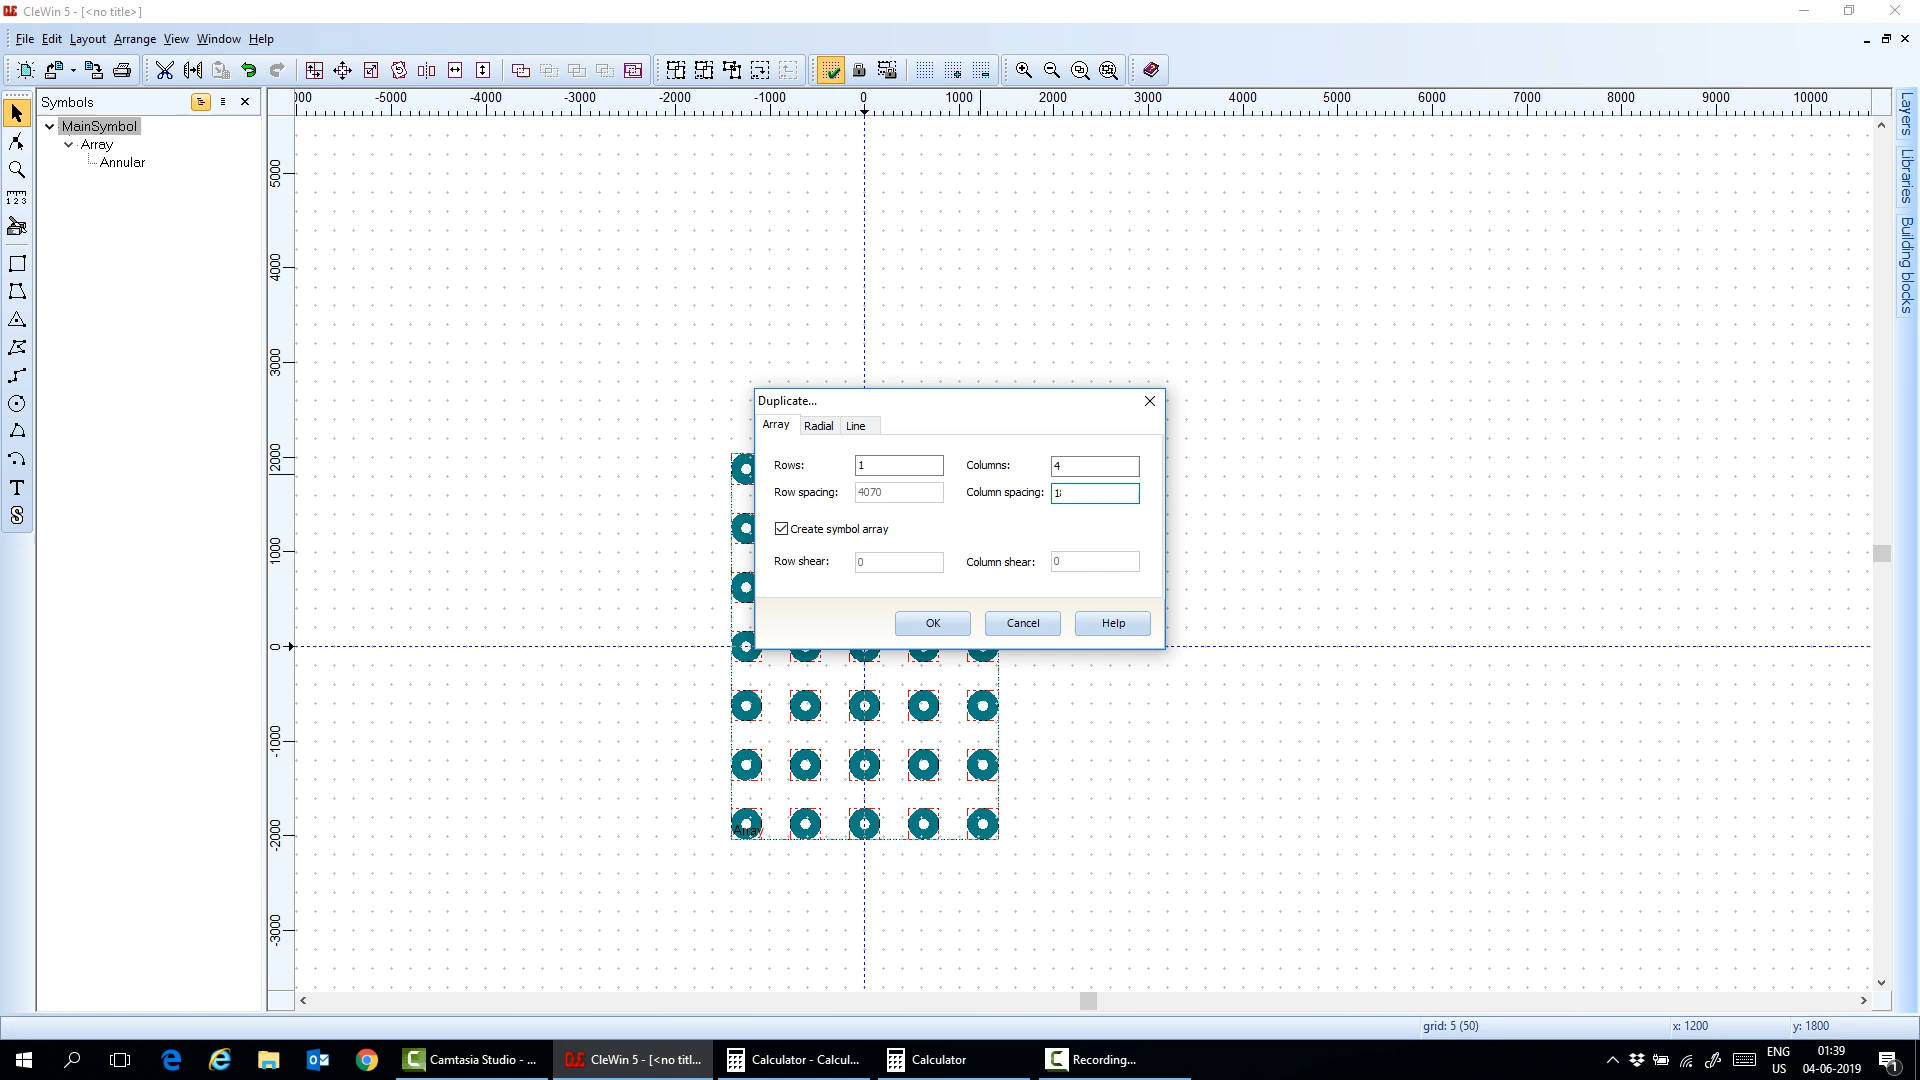 CleWin 5 - [<no title>]
File Edit Layout Arrange View Window Help
Symbols
MainSymbol
Array
Annular
00 -5000 -4000 -3000 -2000 -1000 0 1000 2000 3000 4000 5000 6000 7000 8000 9000 10000
5000
4000
3000
2000
1000
0
-1000
-2000
-3000
Duplicate...
Array Radial Line
Rows: 1 Columns: 4
Row spacing: 4070 Column spacing: 18
Create symbol array
Row shear: 0 Column shear: 0
OK Cancel Help
Array
Layers
Libraries
Building blocks
grid: 5 (50) x: 1200 y: 1800
Camtasia Studio - ... CleWin 5 - [<no titl... Calculator - Calcul... Calculator Recording...
ENG
US
01:39
04-06-2019
1